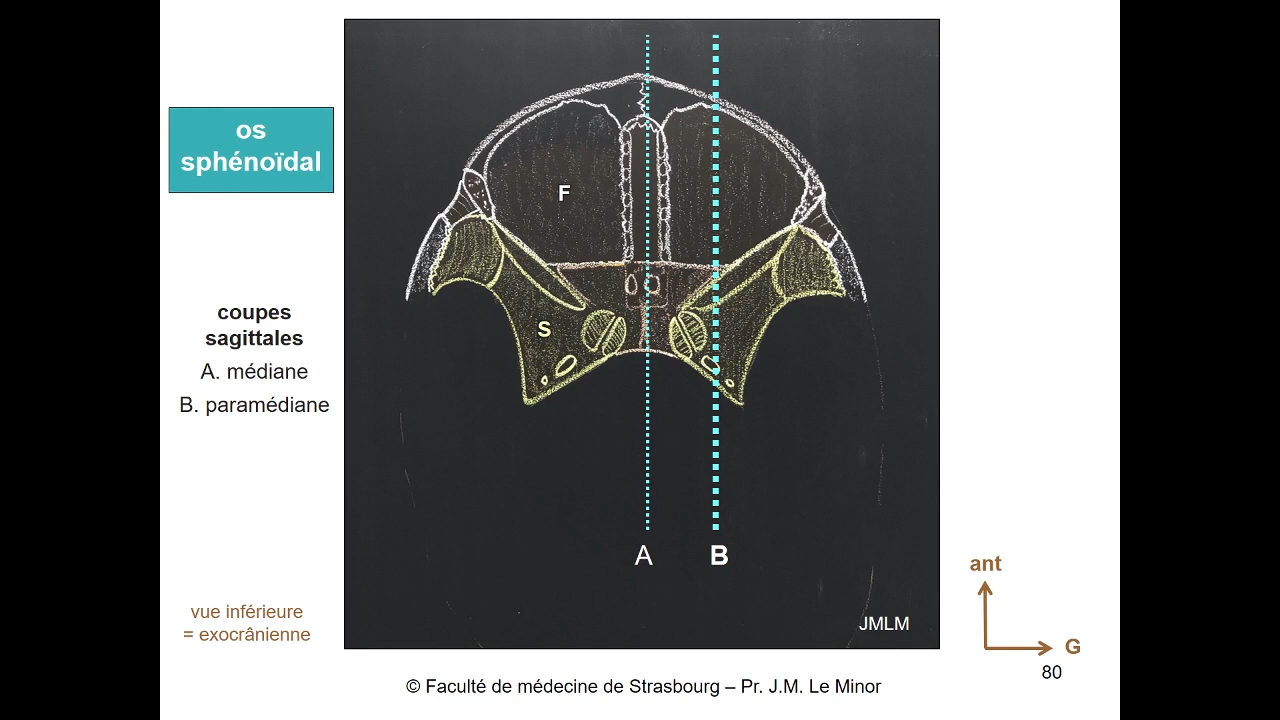 os
sphénoïdal
F
coupes
sagittales
S
A. médiane
B. paramédiane
A
B
ant
vue inférieure
= exocrânienne
JMLM
G
80
© Faculté de médecine de Strasbourg – Pr. J.M. Le Minor